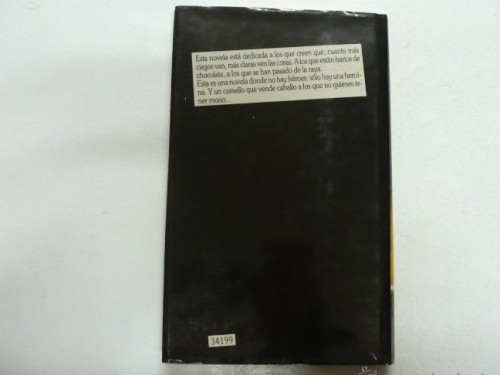 Esta novela está dedicada a los que creen que, cuanto más
ciegos ven, más claras ven las cosas. A los que están hartos de
chocolate, a los que se han pasado de la raya.
Esta es una novela donde no hay héroes: sólo hay una heroí-
na. Y un camello que vende caballo a los que no quieren te-
ner mono...
34199